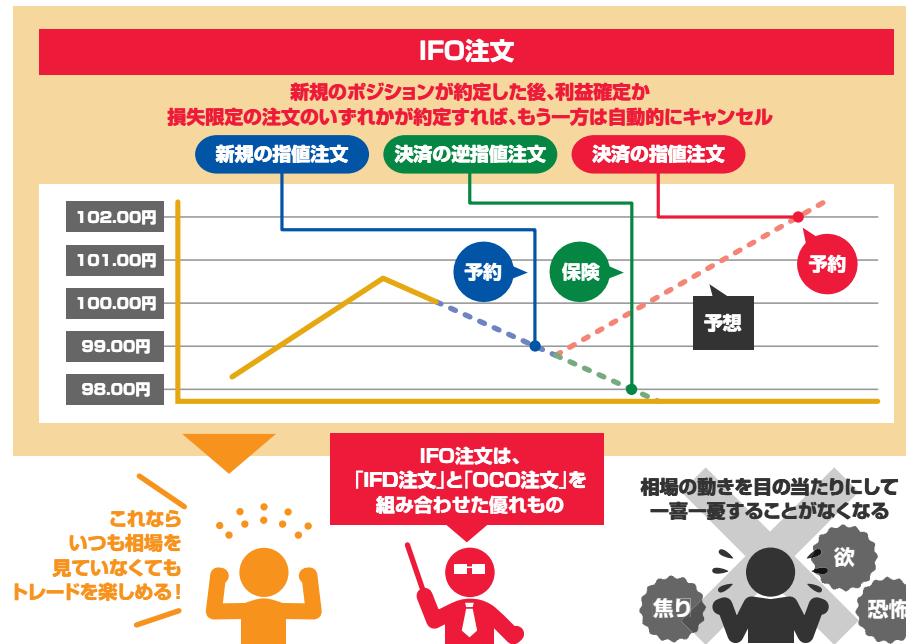 IFO注文
新規のポジションが約定した後、利益確定か
損失限定の注文のいずれかが約定すれば、もう一方は自動的にキャンセル
新規の指値注文
決済の逆指値注文
決済の指値注文
102.00円
101.00円
100.00円
99.00円
98.00円
予約
保険
予約
予想
これなら
いつも相場を
見ていなくても
トレードを楽しめる!
IFO注文は、
「IFD注文」と「OCO注文」を
組み合わせた優れもの
相場の動きを目の当たりにして
一喜一憂することがなくなる
欲
焦り
恐怖